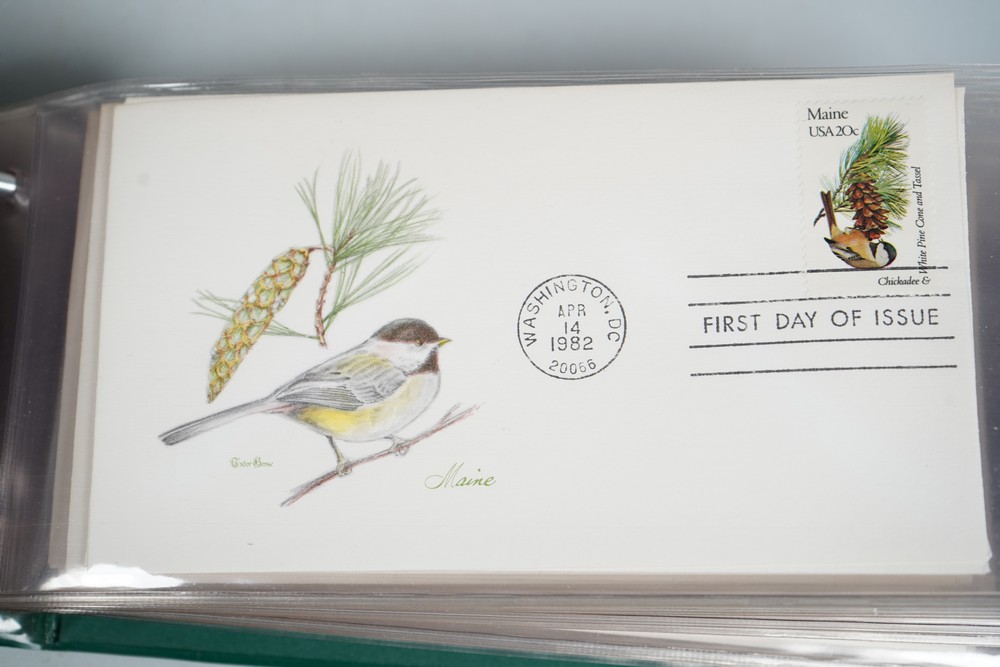 Maine
USA 20c
White Pine Cone and Tassel
Chickadee &
WASHINGTON, DC
APR
14
1982
20066
FIRST DAY OF ISSUE
Maine